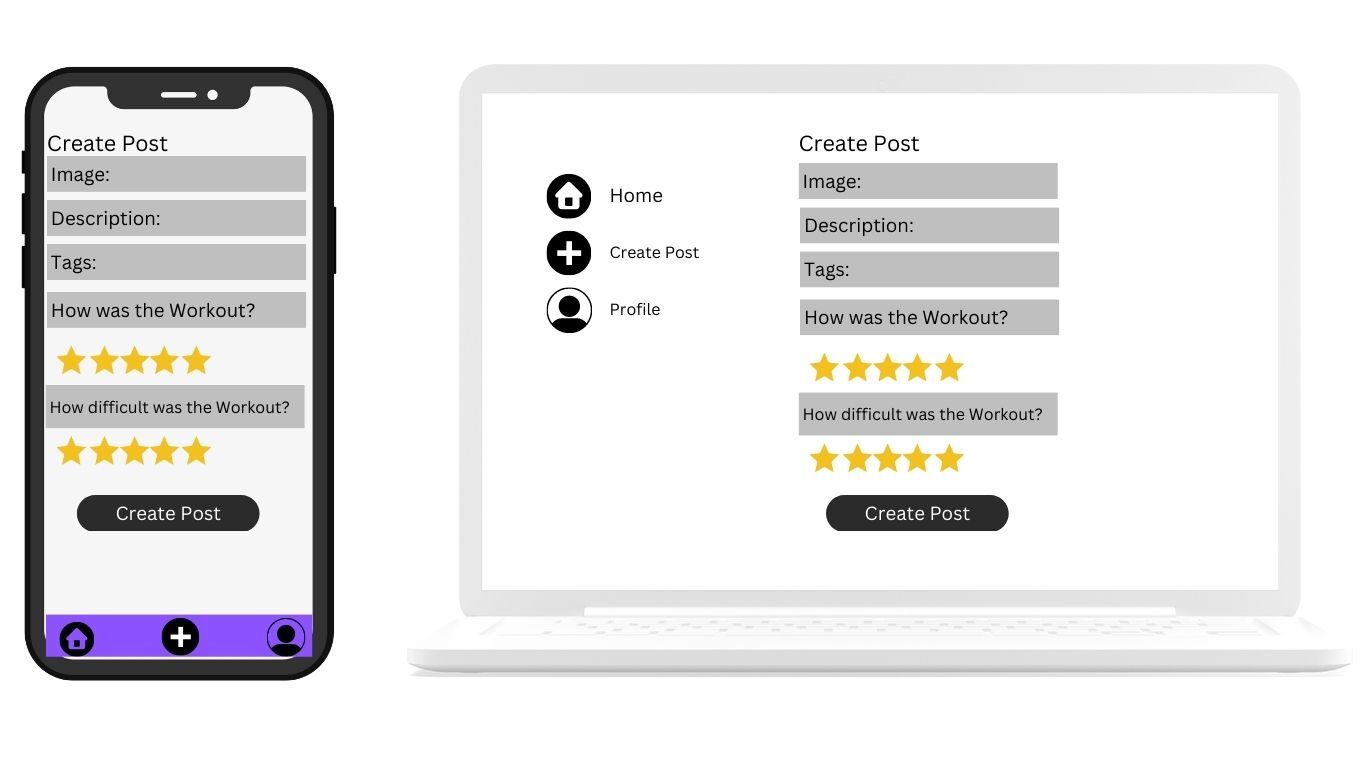 Create Post
Image:
Description:
Tags:
How was the Workout?
How difficult was the Workout?
Create Post
Home
Create Post
Profile
Create Post
Image:
Description:
Tags:
How was the Workout?
How difficult was the Workout?
Create Post